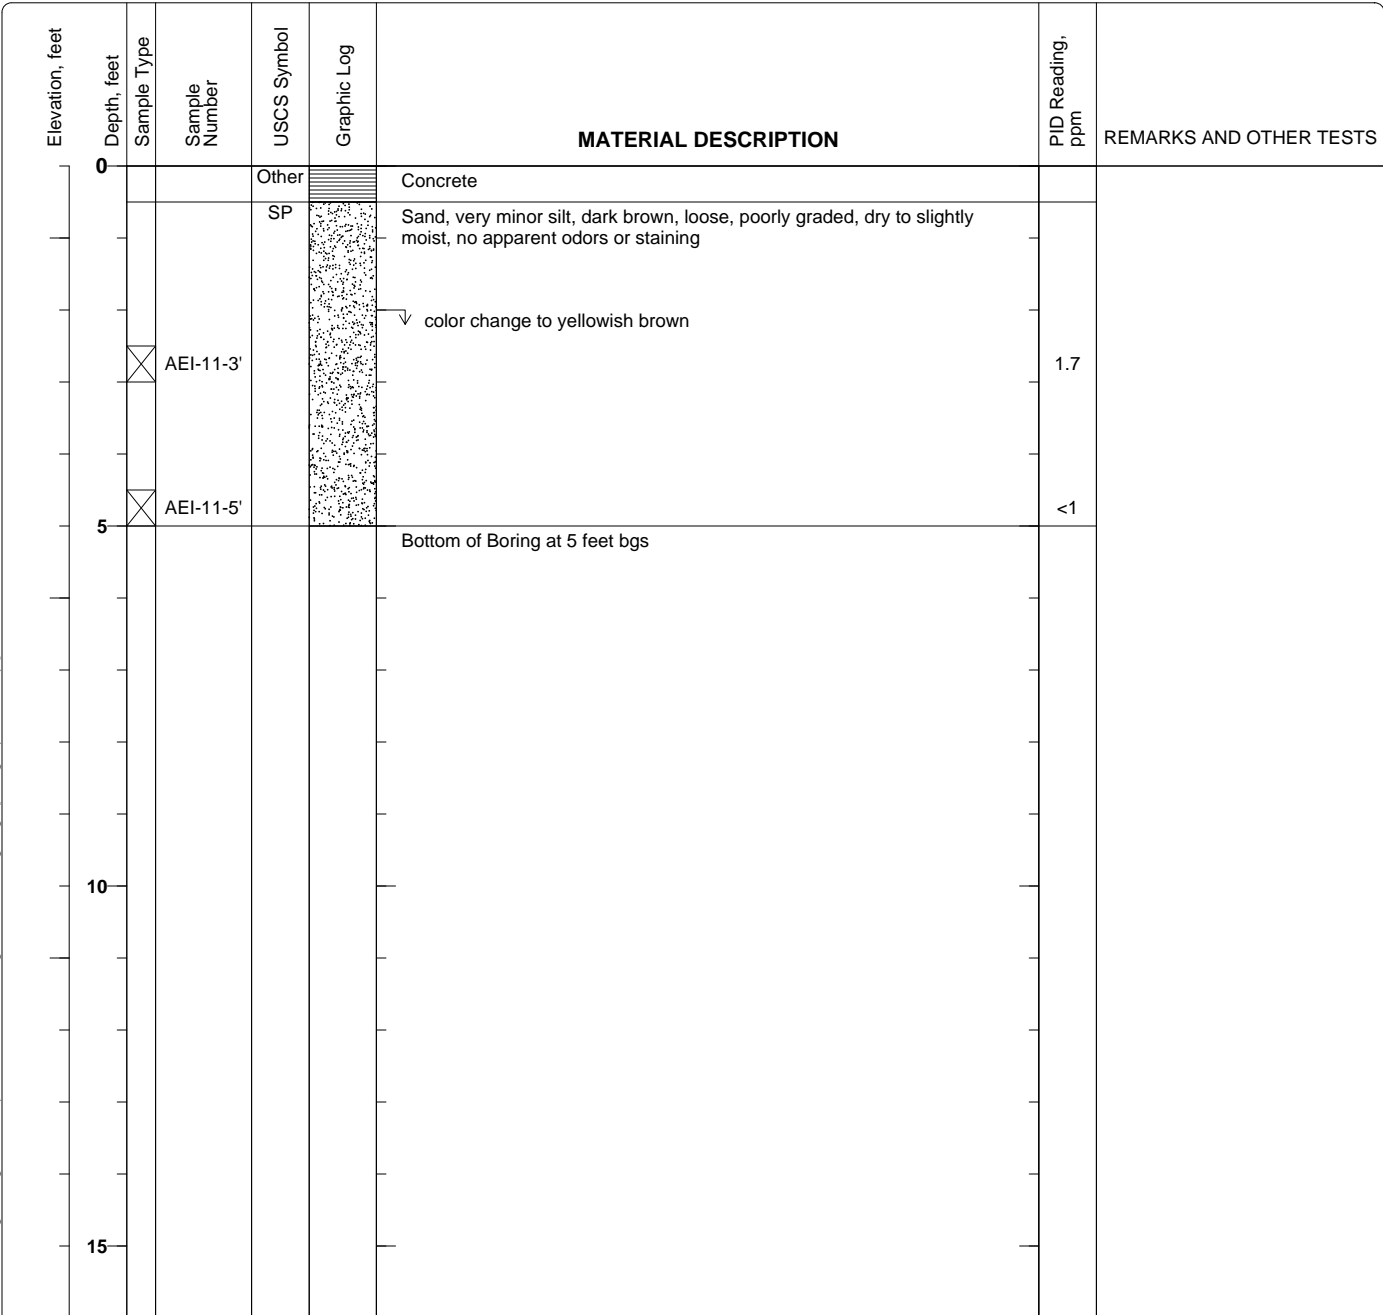 Elevation, feet
Depth, feet
Sample Type
Sample
Number
USCS Symbol
Graphic Log
MATERIAL DESCRIPTION
PID Reading,
ppm
REMARKS AND OTHER TESTS
0
Other
Concrete
SP
Sand, very minor silt, dark brown, loose, poorly graded, dry to slightly
moist, no apparent odors or staining
color change to yellowish brown
AEI-11-3'
1.7
AEI-11-5'
<1
5
Bottom of Boring at 5 feet bgs
10
15